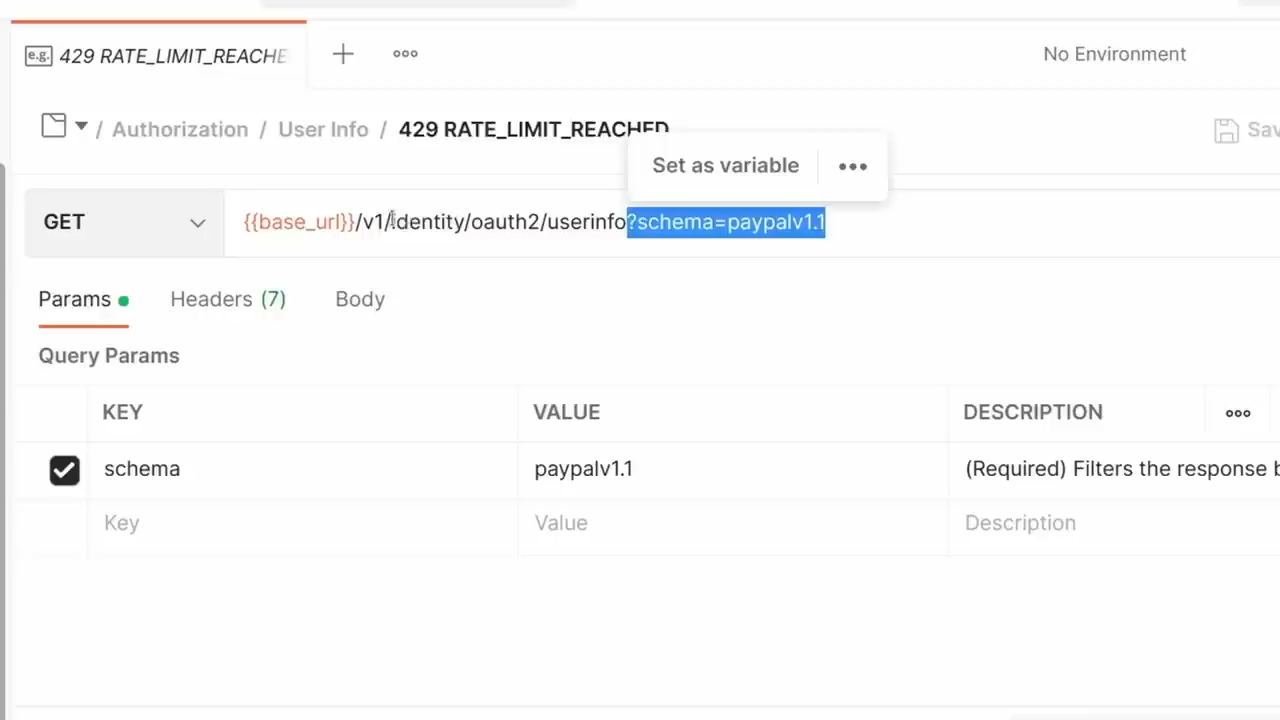 e.g. 429 RATE_LIMIT_REACHE
No Environment
/ Authorization / User Info / 429 RATE_LIMIT_REACHED
Sav
Set as variable
GET
{{base_url}}/v1/identity/oauth2/userinfo?schema=paypalv1.1
Params
Headers (7)
Body
Query Params
KEY VALUE DESCRIPTION
schema paypalv1.1 (Required) Filters the response b
Key Value Description